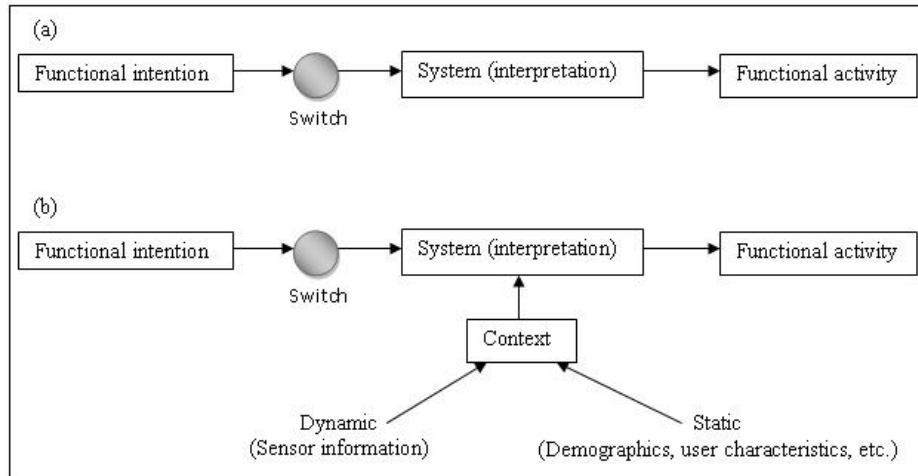 (a)
Functional intention
System (interpretation)
Functional activity
Switch
(b)
Functional intention
System (interpretation)
Functional activity
Switch
Context
Dynamic
(Sensor information)
Static
(Demographics, user characteristics, etc.)